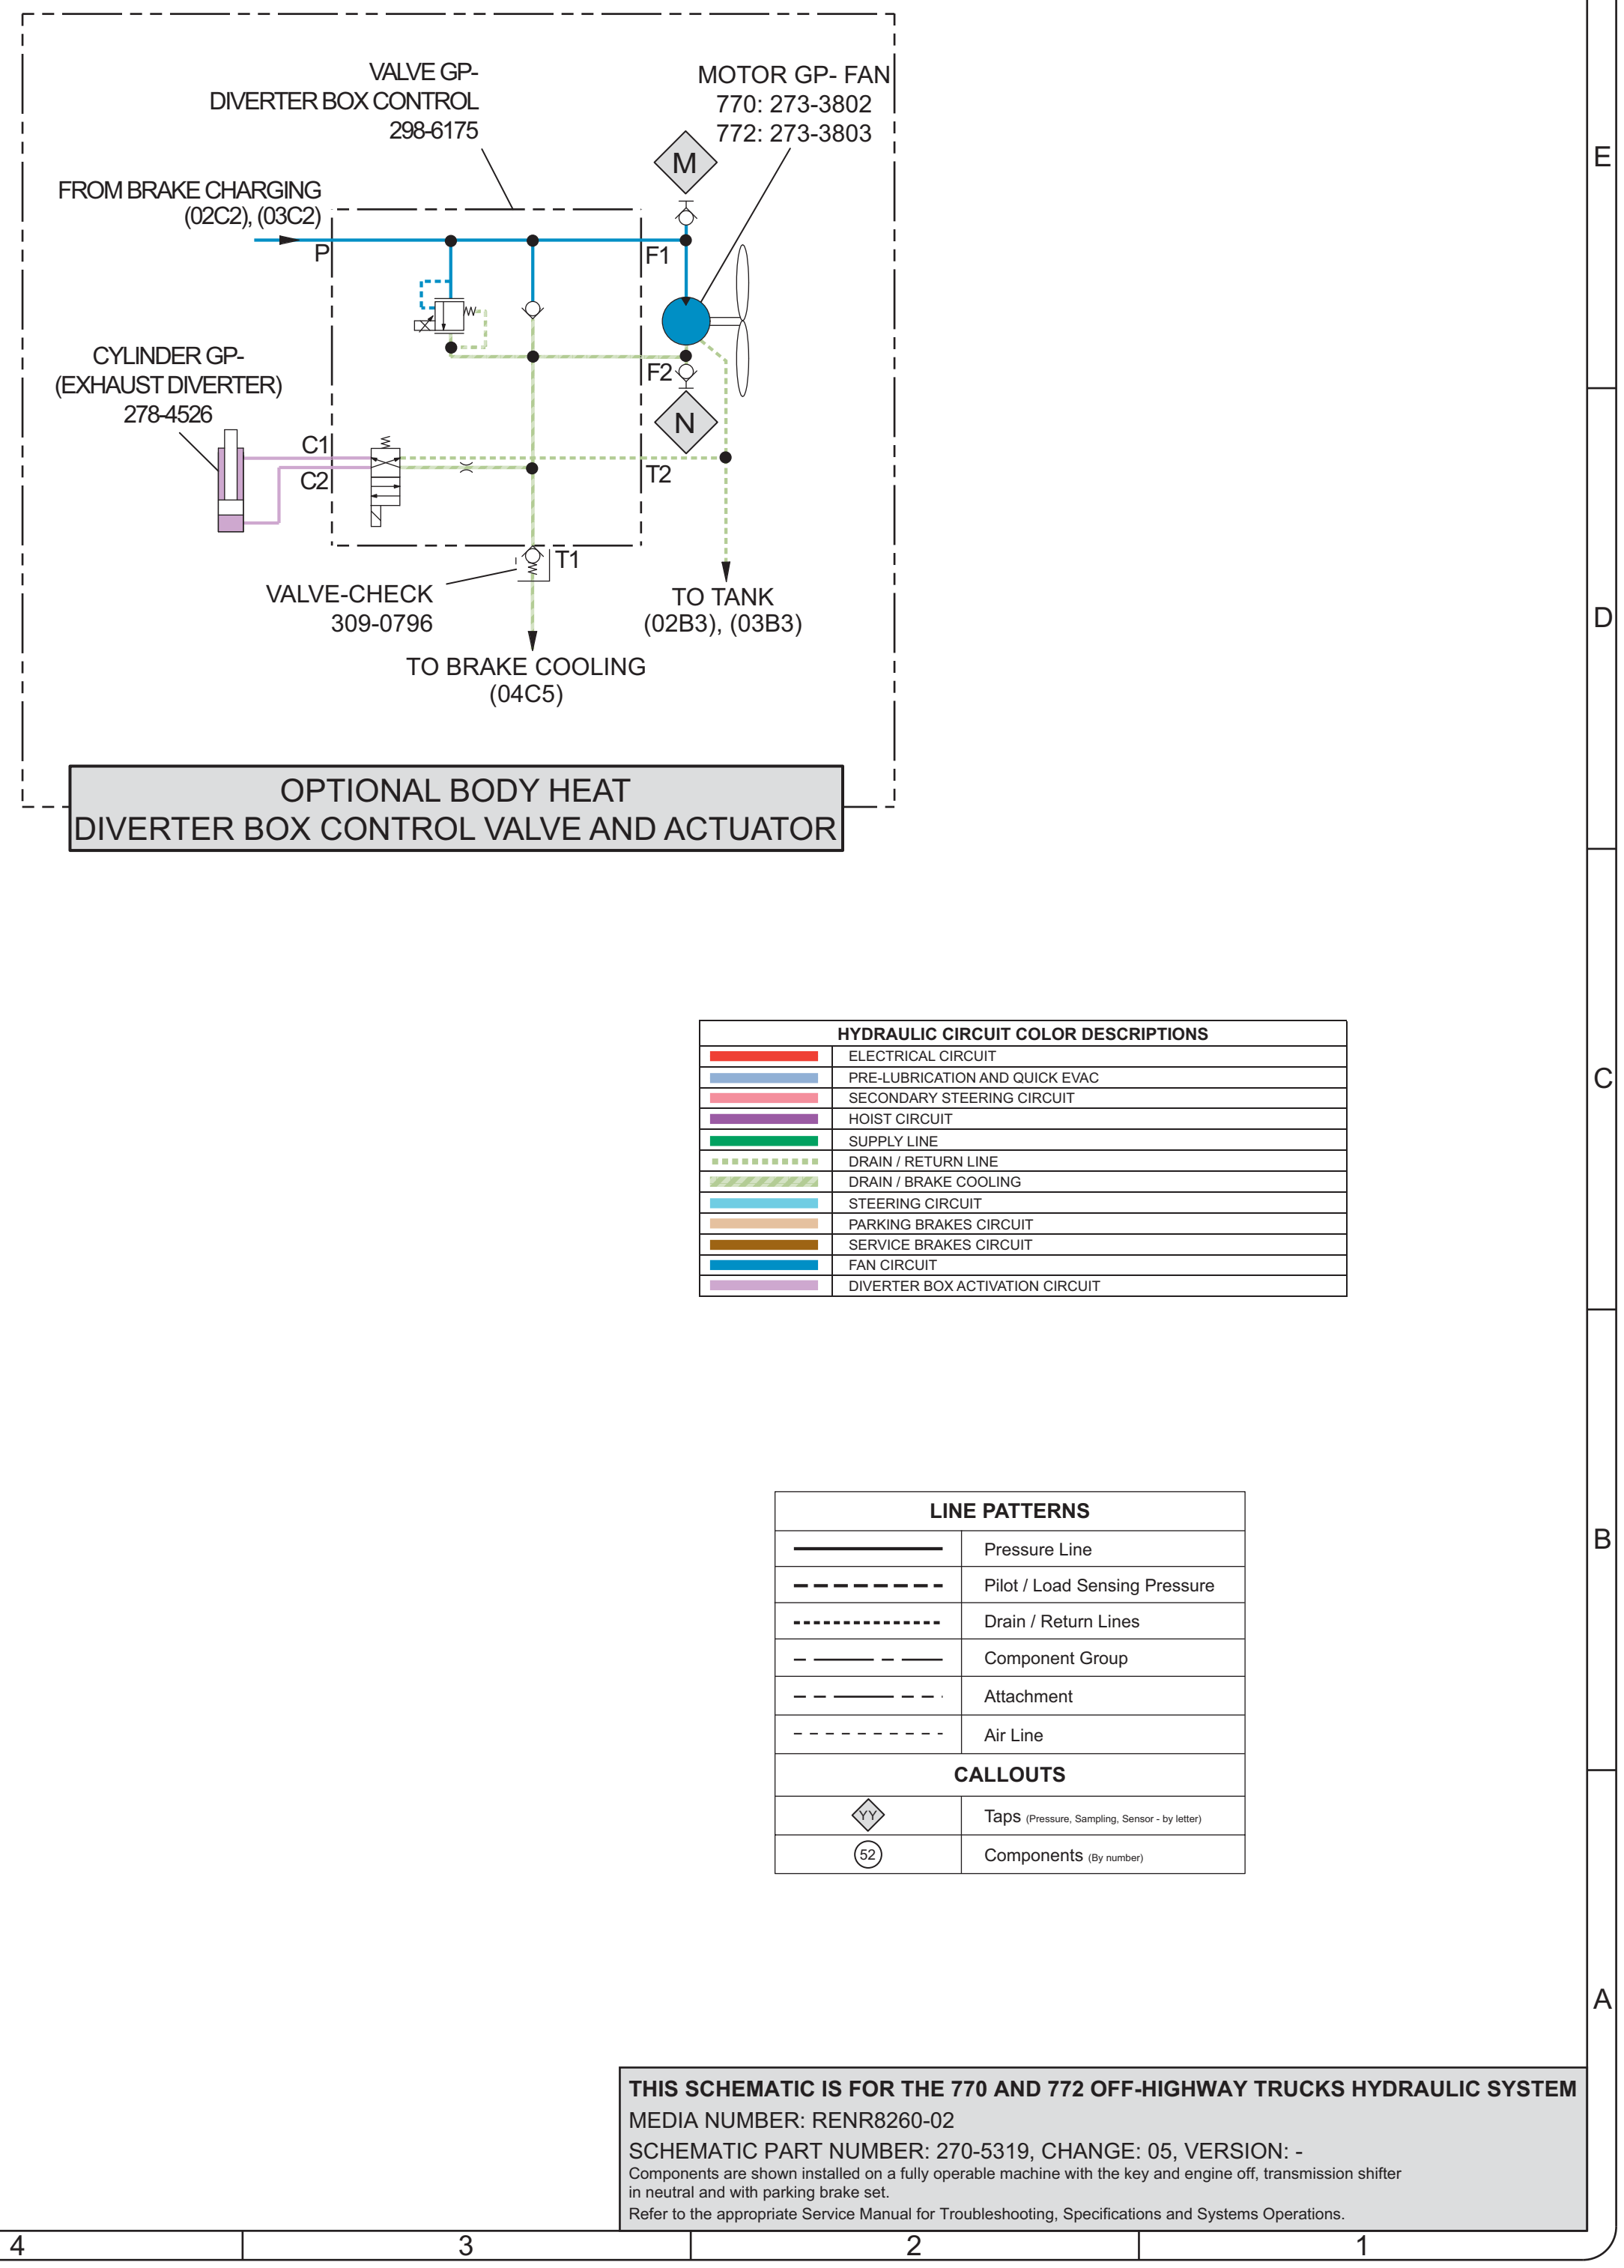 VALVE GP-
DIVERTER BOX CONTROL
298-6175
MOTOR GP- FAN
770: 273-3802
772: 273-3803
M
E
FROM BRAKE CHARGING
(02C2), (03C2)
P
F1
CYLINDER GP-
(EXHAUST DIVERTER)
278-4526
F2
N
C1
C2
T2
T1
VALVE-CHECK
309-0796
TO TANK
(02B3), (03B3)
D
TO BRAKE COOLING
(04C5)
OPTIONAL BODY HEAT
DIVERTER BOX CONTROL VALVE AND ACTUATOR
HYDRAULIC CIRCUIT COLOR DESCRIPTIONS
ELECTRICAL CIRCUIT
PRE-LUBRICATION AND QUICK EVAC
SECONDARY STEERING CIRCUIT
HOIST CIRCUIT
SUPPLY LINE
DRAIN / RETURN LINE
DRAIN / BRAKE COOLING
STEERING CIRCUIT
PARKING BRAKES CIRCUIT
SERVICE BRAKES CIRCUIT
FAN CIRCUIT
DIVERTER BOX ACTIVATION CIRCUIT
C
LINE PATTERNS
Pressure Line
Pilot / Load Sensing Pressure
Drain / Return Lines
Component Group
Attachment
Air Line
CALLOUTS
YY Taps (Pressure, Sampling, Sensor - by letter)
52 Components (By number)
B
A
THIS SCHEMATIC IS FOR THE 770 AND 772 OFF-HIGHWAY TRUCKS HYDRAULIC SYSTEM
MEDIA NUMBER: RENR8260-02
SCHEMATIC PART NUMBER: 270-5319, CHANGE: 05, VERSION: -
Components are shown installed on a fully operable machine with the key and engine off, transmission shifter
in neutral and with parking brake set.
Refer to the appropriate Service Manual for Troubleshooting, Specifications and Systems Operations.
4 3 2 1